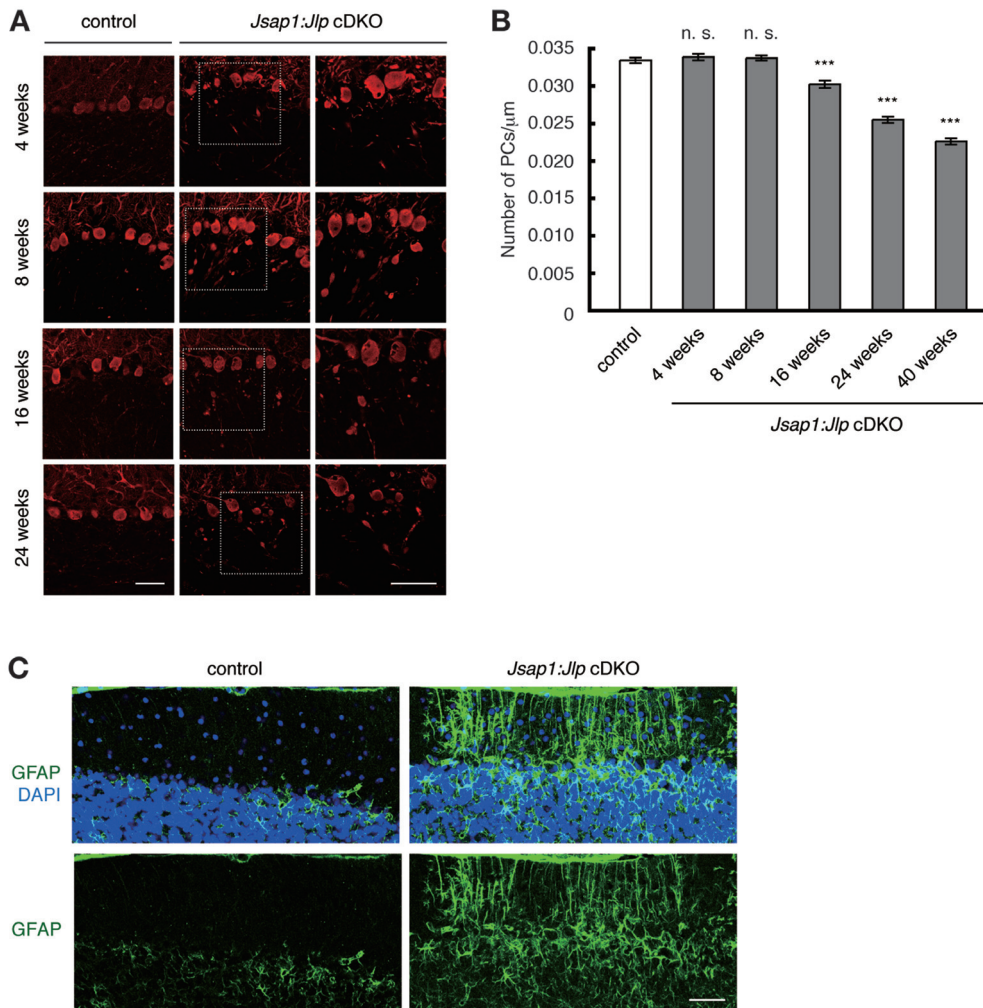 A
control
Jsap1:Jlp cDKO
4 weeks
8 weeks
16 weeks
24 weeks
B
Number of PCs/μm
0.035
0.030
0.025
0.020
0.015
0.010
0.005
0
n. s.
n. s.
***
***
***
control
4 weeks
8 weeks
16 weeks
24 weeks
40 weeks
Jsap1:Jlp cDKO
C
control
Jsap1:Jlp cDKO
GFAP
DAPI
GFAP